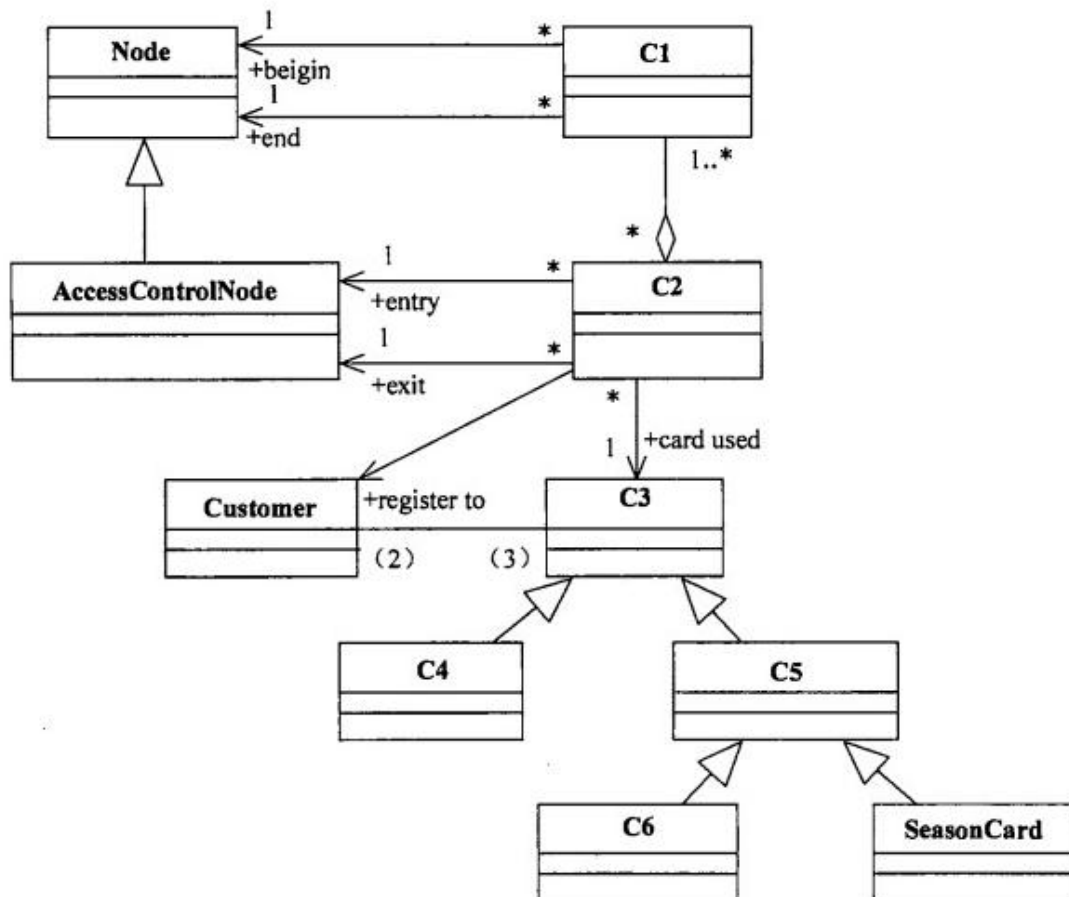 1 *
Node C1
+beigin
1 *
+end
1..*
*
1 *
AccessControlNode C2
+entry
1 *
+exit
*
1 +card used
Customer +register to C3
(2) (3)
C4 C5
C6 SeasonCard